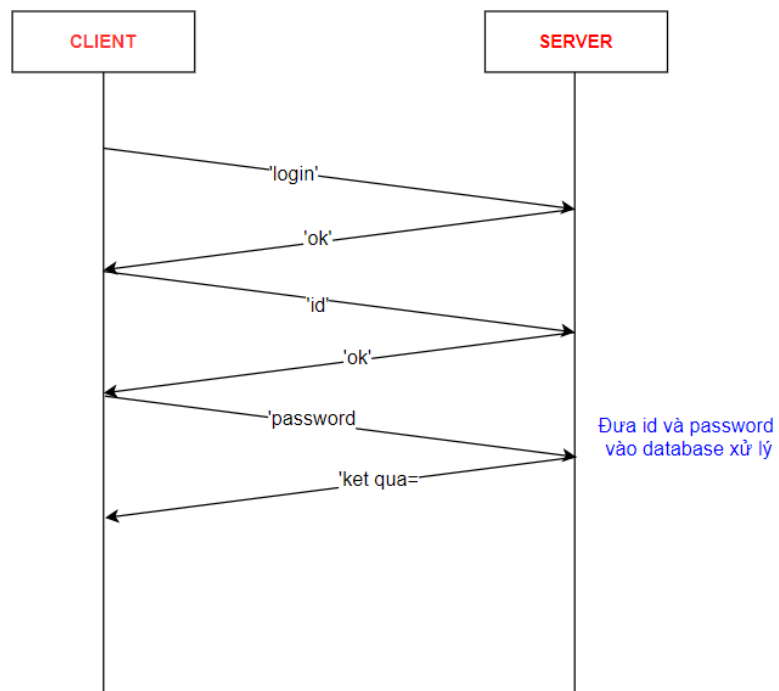 CLIENT
SERVER
'login'
'ok'
'id'
'ok'
'password
Đưa id và password
vào database xử lý
'ket qua=